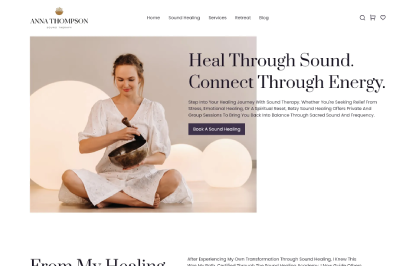 ANNA THOMPSON
Home Sound Healing Services Retreat Blog
Heal Through Sound.
Connect Through Energy.
Step Into Your Healing Journey With Sound Therapy. Whether You're Seeking Relief From
Stress, Emotional Healing, Or A Spiritual Reset, Betsy Sound Healing Offers Private And
Group Sessions To Bring You Back Into Balance Through Sacred Sound And Frequency.
Book A Sound Healing
From My Healing
After Experiencing My Own Transformation Through Sound Healing, I Knew This